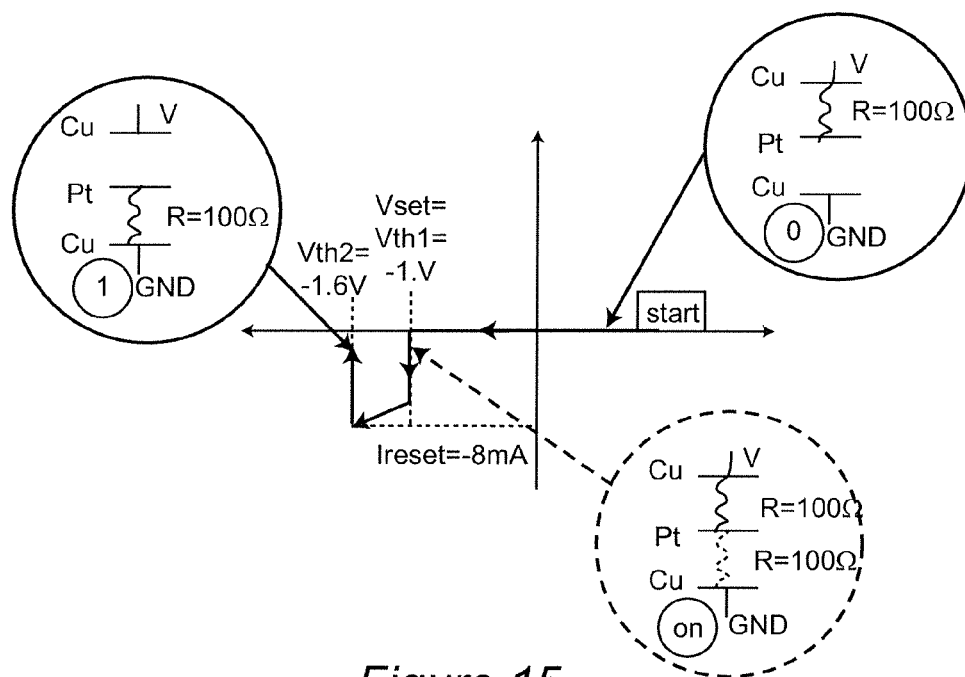 Cu V
R=100Ω
Pt
Cu
0 GND
Cu V
Pt
R=100Ω
Cu
1 GND
Vset=
Vth1=
-1.V
Vth2=
-1.6V
start
Ireset=-8mA
Cu V
R=100Ω
Pt
R=100Ω
Cu
on GND
Figure 15